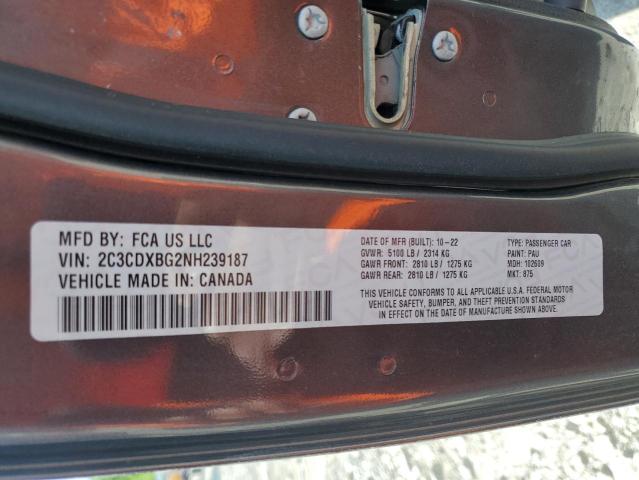 MFD BY: FCA US LLC
VIN: 2C3CDXBG2NH239187
VEHICLE MADE IN: CANADA
DATE OF MFR (BUILT): 10-22
GVWR: 5100 LB / 2314 KG
GAWR FRONT: 2810 LB / 1275 KG
GAWR REAR: 2810 LB / 1275 KG
TYPE: PASSENGER CAR
PAINT: PAU
MDH: 102609
MKT: 875
THIS VEHICLE CONFORMS TO ALL APPLICABLE U.S.A. FEDERAL MOTOR
VEHICLE SAFETY, BUMPER, AND THEFT PREVENTION STANDARDS
IN EFFECT ON THE DATE OF MANUFACTURE SHOWN ABOVE.